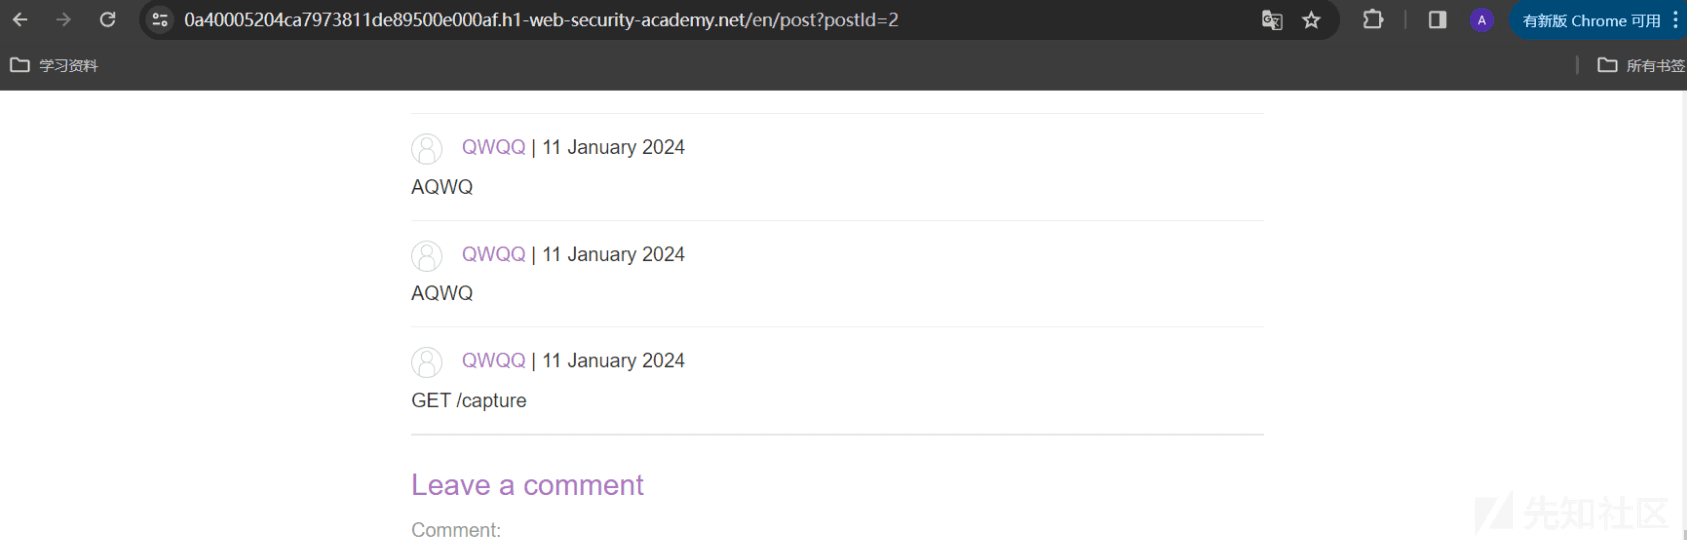 0a40005204ca7973811de89500e000af.h1-web-security-academy.net/en/post?postId=2
A
有新版 Chrome 可用
学习资料
所有书签
QWQQ | 11 January 2024
AQWQ
QWQQ | 11 January 2024
AQWQ
QWQQ | 11 January 2024
GET /capture
Leave a comment
Comment:
先知社区